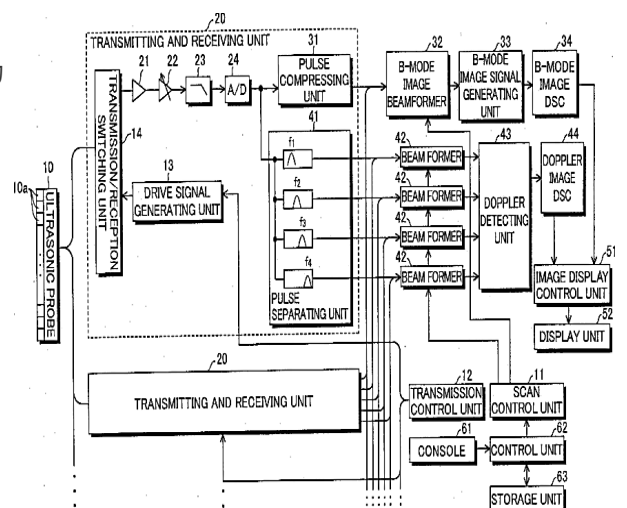 20
TRANSMITTING AND RECEIVING UNIT
21
22
23
24
A/D
31
PULSE
COMPRESSING
UNIT
32
B-MODE
IMAGE
BEAMFORMER
33
B-MODE
IMAGE SIGNAL
GENERATING
UNIT
34
B-MODE
IMAGE DSC
TRANSMISSION/RECEPTION
SWITCHING UNIT
14
13
DRIVE SIGNAL
GENERATING UNIT
41
f1
f2
f3
f4
PULSE
SEPARATING UNIT
42
BEAM FORMER
42
BEAM FORMER
42
BEAM FORMER
42
BEAM FORMER
43
DOPPLER
DETECTING
UNIT
44
DOPPLER
IMAGE
DSC
10
10a
ULTRASONIC PROBE
51
IMAGE DISPLAY
CONTROL UNIT
52
DISPLAY UNIT
20
TRANSMITTING AND RECEIVING UNIT
12
TRANSMISSION
CONTROL UNIT
11
SCAN
CONTROL UNIT
61
CONSOLE
62
CONTROL UNIT
63
STORAGE UNIT